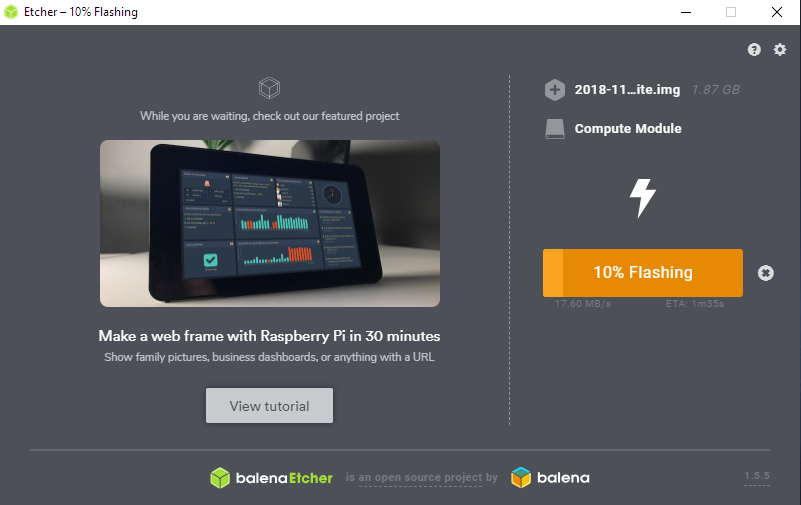 Etcher – 10% Flashing
While you are waiting, check out our featured project
Make a web frame with Raspberry Pi in 30 minutes
Show family pictures, business dashboards, or anything with a URL
View tutorial
2018-11...ite.img 1.87 GB
Compute Module
10% Flashing
17.60 MB/s ETA: 1m35s
balenaEtcher is an open source project by balena
1.5.5